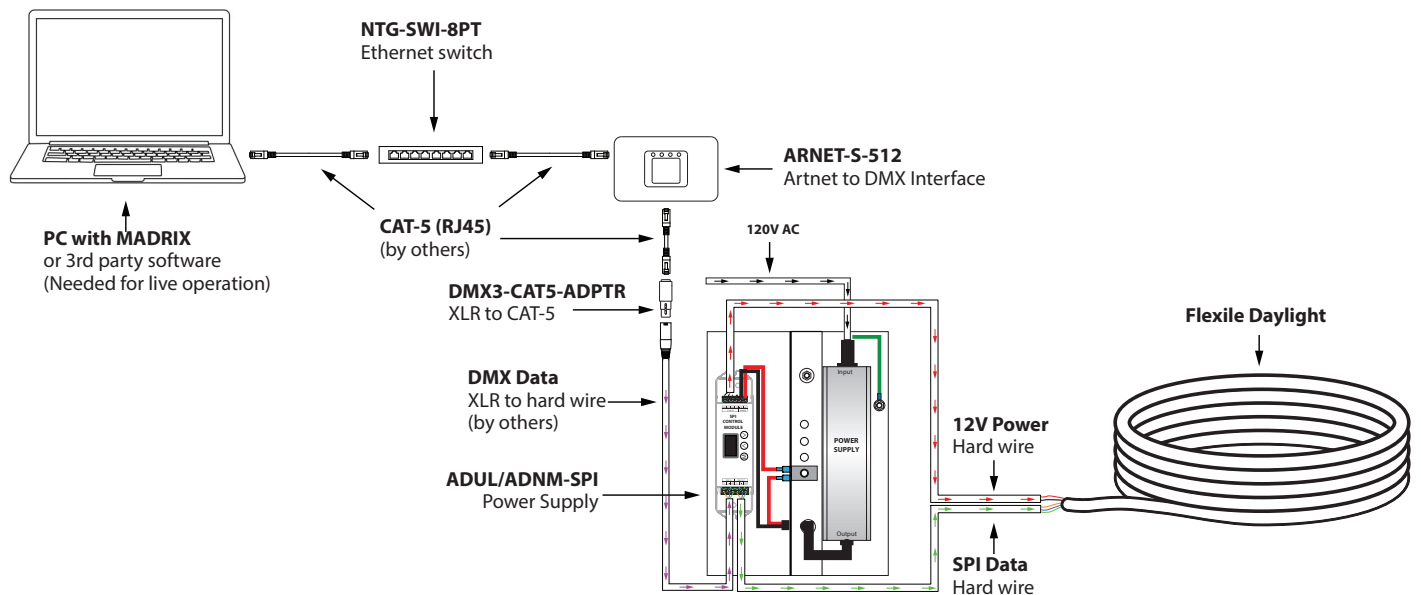 NTG-SWI-8PT
Ethernet switch
ARNET-S-512
Artnet to DMX Interface
PC with MADRIX
or 3rd party software
(Needed for live operation)
CAT-5 (RJ45)
(by others)
120V AC
DMX3-CAT5-ADPTR
XLR to CAT-5
Flexile Daylight
DMX Data
XLR to hard wire
(by others)
Input
SPI
CONTROL
MODULE
POWER
SUPPLY
12V Power
Hard wire
ADUL/ADNM-SPI
Power Supply
Output
SPI Data
Hard wire